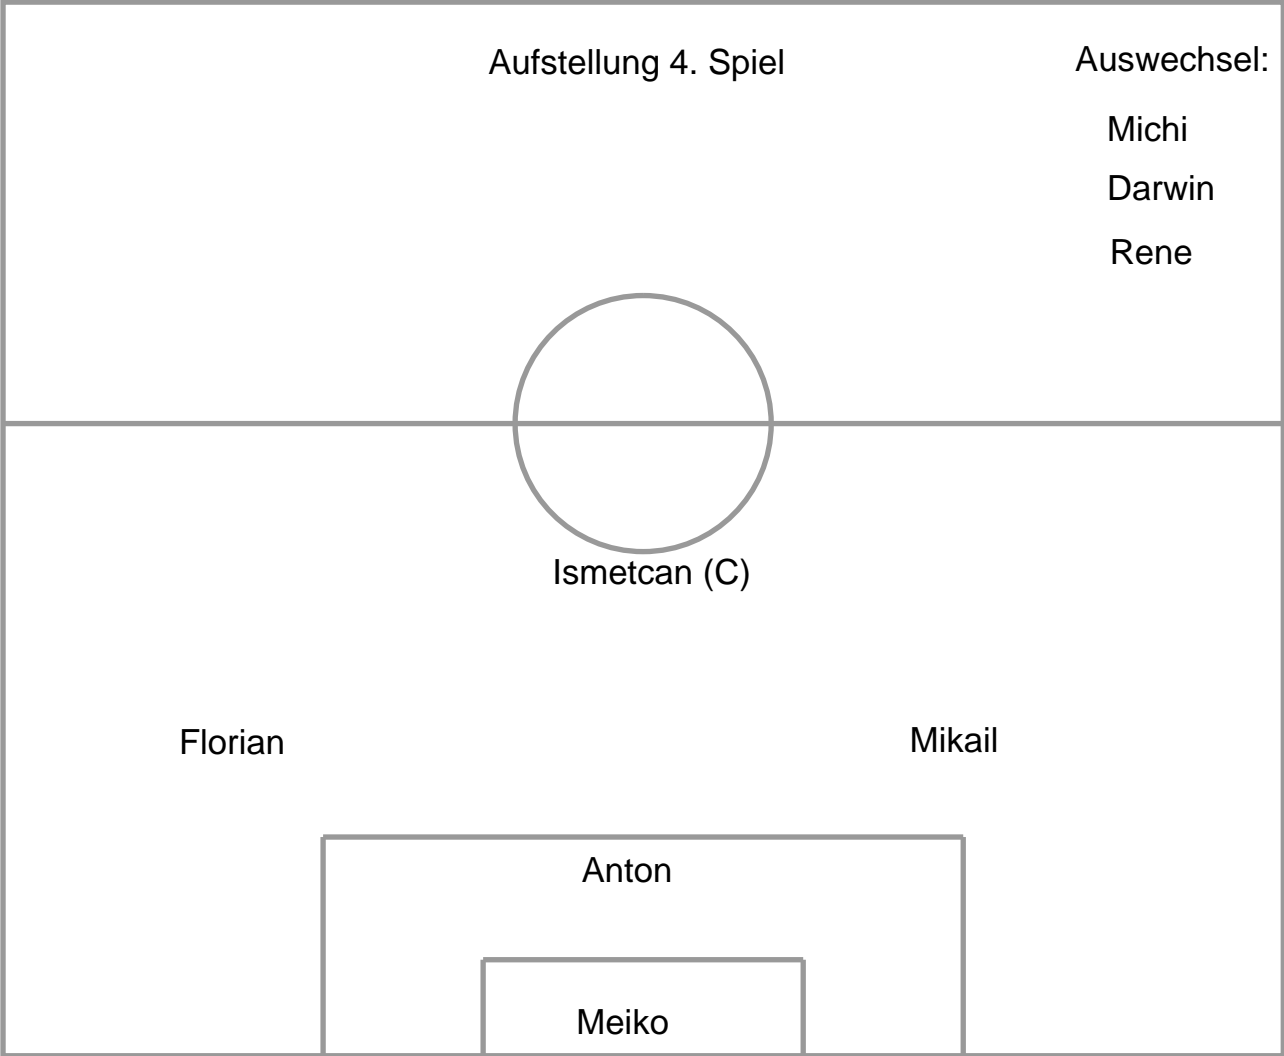 Aufstellung 4. Spiel
Auswechsel:
Michi
Darwin
Rene
Ismetcan (C)
Florian
Mikail
Anton
Meiko